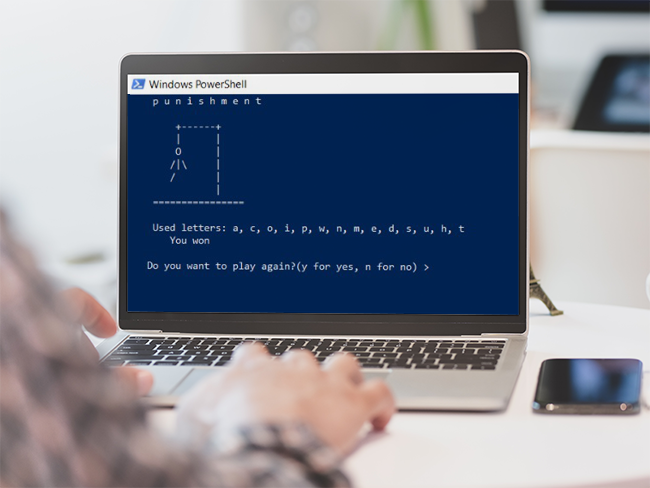 Windows PowerShell
p u n i s h m e n t
+------+
|      |
O      |
/|\     |
/       |
|
================
Used letters: a, c, o, i, p, w, n, m, e, d, s, u, h, t
You won
Do you want to play again?(y for yes, n for no) >